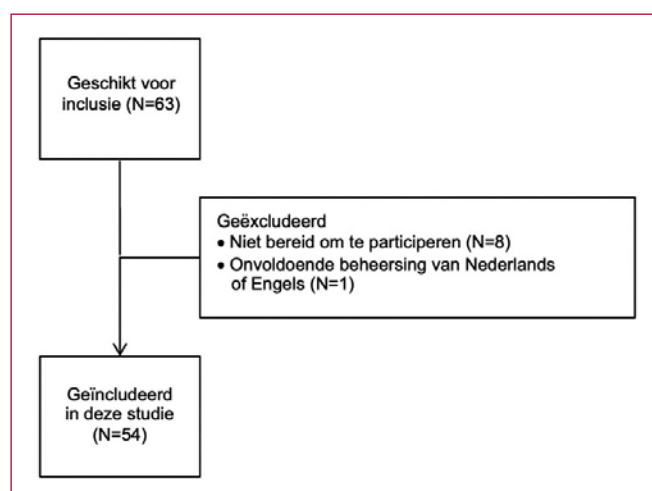 Geschikt voor
inclusie (N=63)
Geëxcludeerd
• Niet bereid om te participeren (N=8)
• Onvoldoende beheersing van Nederlands
of Engels (N=1)
Geïncludeerd
in deze studie
(N=54)